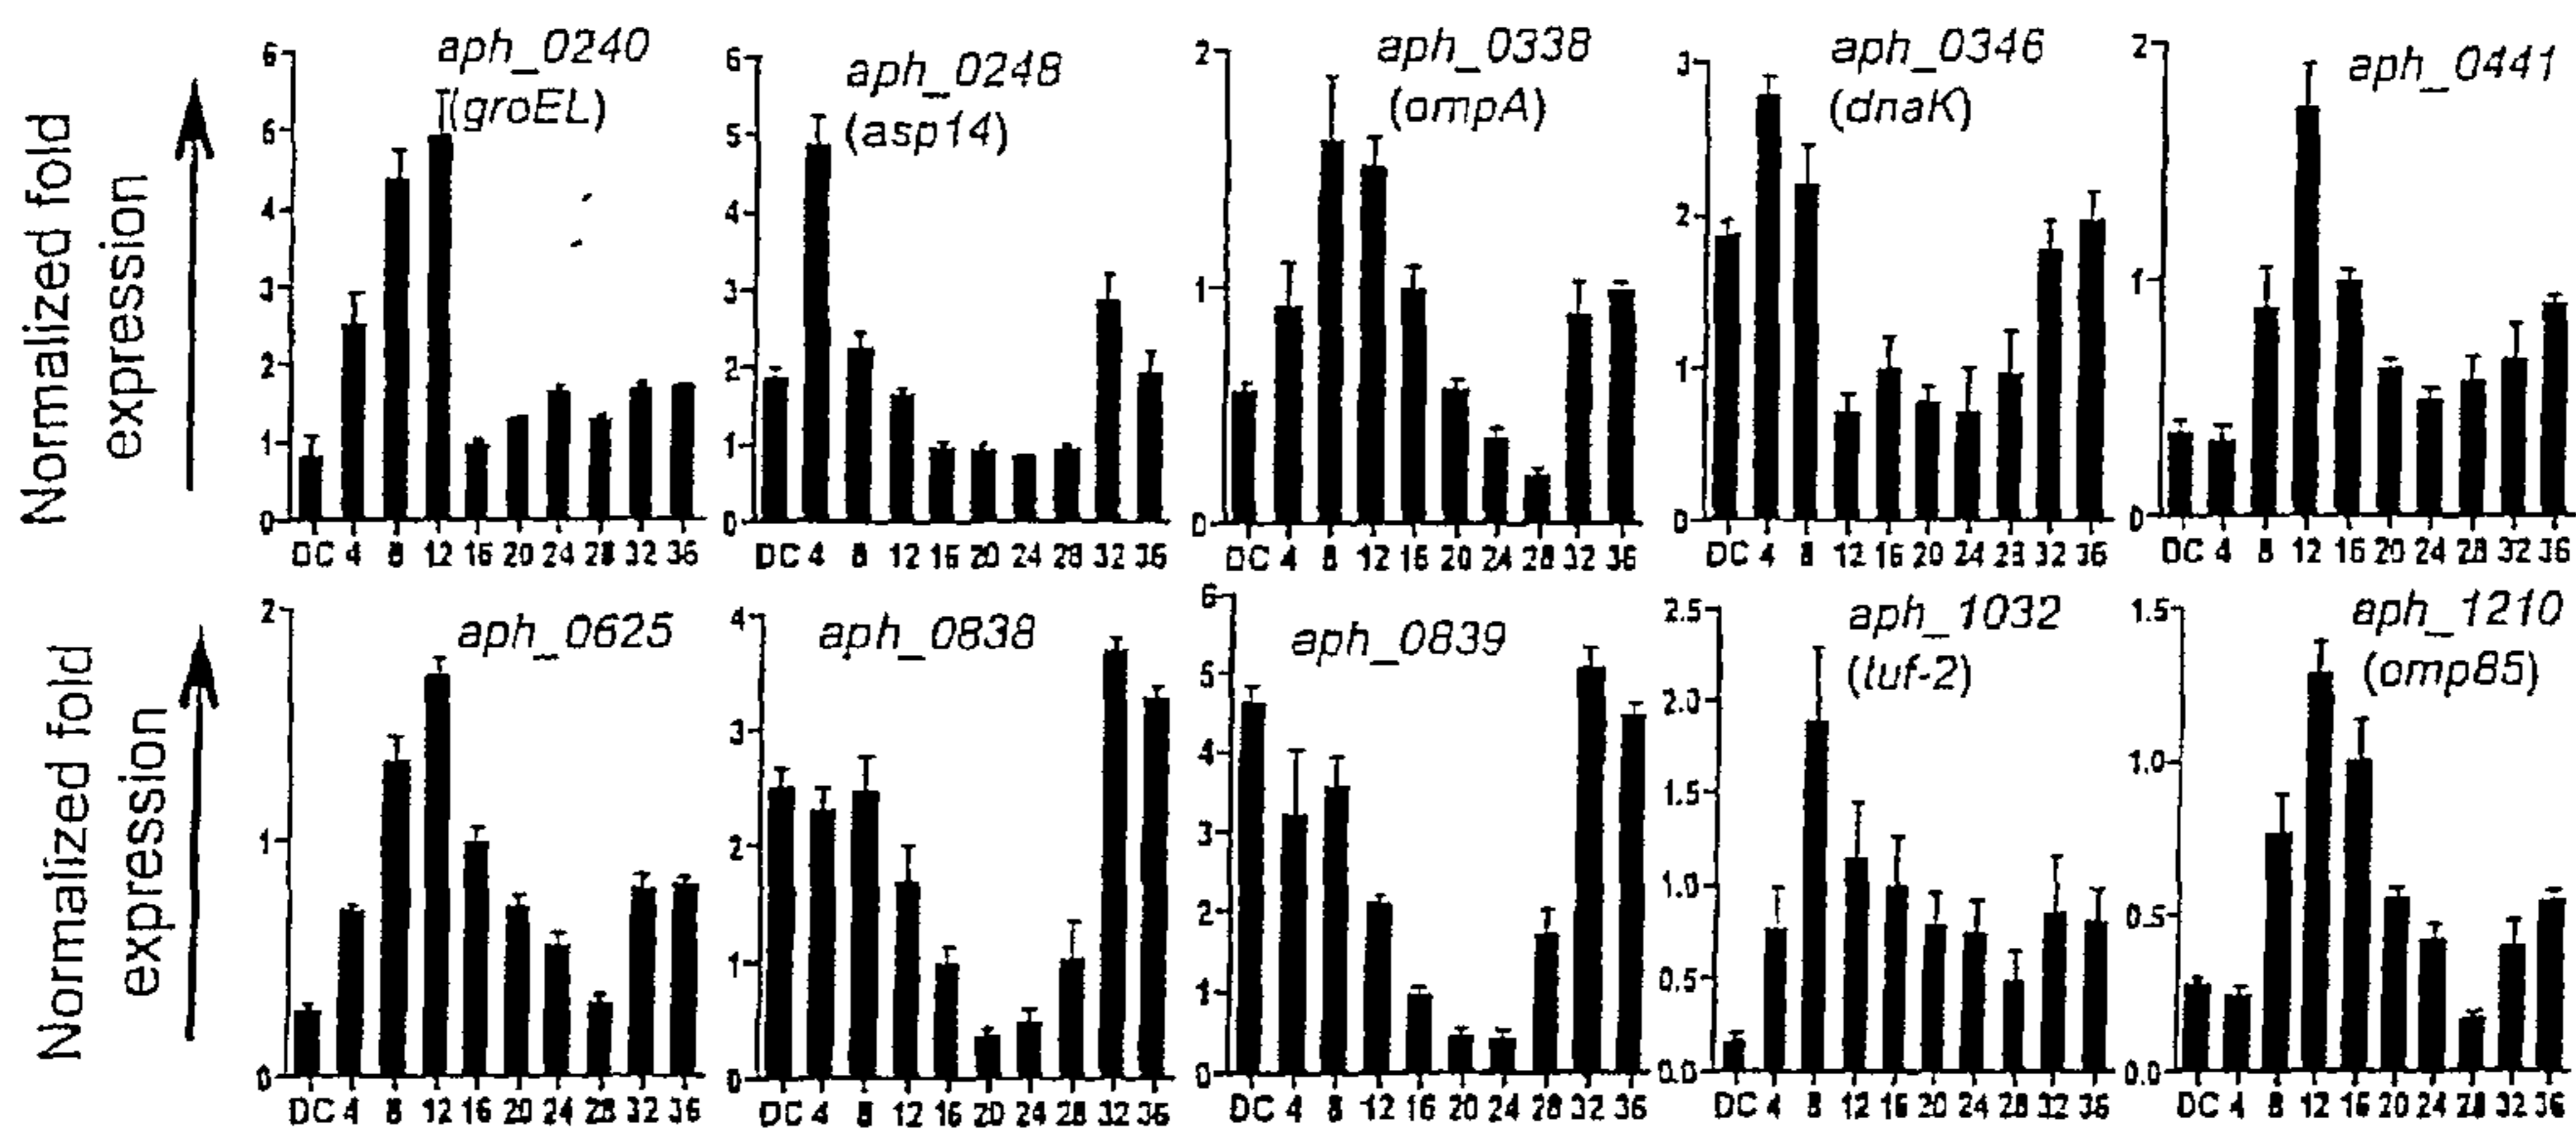 Normalized fold
expression
aph_0240
(groEL)
6
6
4
3
2
1
0
DC 4 8 12 16 20 24 28 32 36
aph_0248
(asp14)
6
5
4
3
2
1
0
DC 4 8 12 16 20 24 28 32 36
aph_0338
(ompA)
2
1
0
DC 4 8 12 16 20 24 28 32 36
aph_0346
(dnaK)
3
2
1
0
DC 4 8 12 16 20 24 28 32 36
aph_0441
2
1
0
DC 4 8 12 16 20 24 28 32 36
Normalized fold
expression
aph_0625
2
1
0
DC 4 8 12 16 20 24 28 32 36
aph_0838
4
3
2
1
0
DC 4 8 12 16 20 24 28 32 36
aph_0839
6
5
4
3
2
1
0
DC 4 8 12 16 20 24 28 32 36
aph_1032
(tuf-2)
2.5
2.0
1.5
1.0
0.5
0.0
DC 4 8 12 16 20 24 28 32 36
aph_1210
(omp85)
1.5
1.0
0.5
0.0
DC 4 8 12 16 20 24 28 32 36